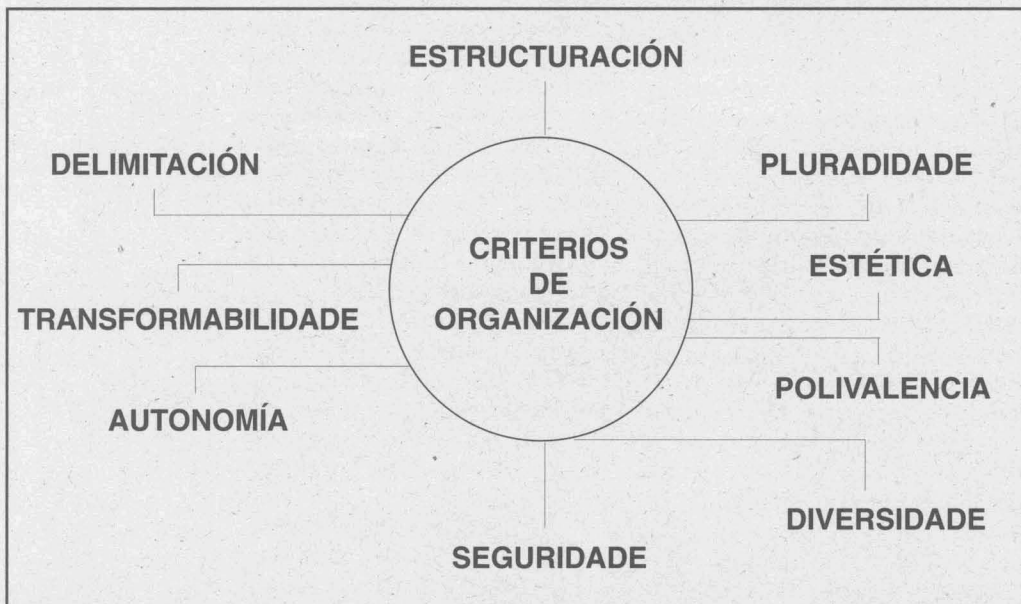 ESTRUCTURACIÓN
DELIMITACIÓN
PLURADIDADE
CRITERIOS
DE
ORGANIZACIÓN
ESTÉTICA
TRANSFORMABILIDADE
POLIVALENCIA
AUTONOMÍA
DIVERSIDADE
SEGURIDADE